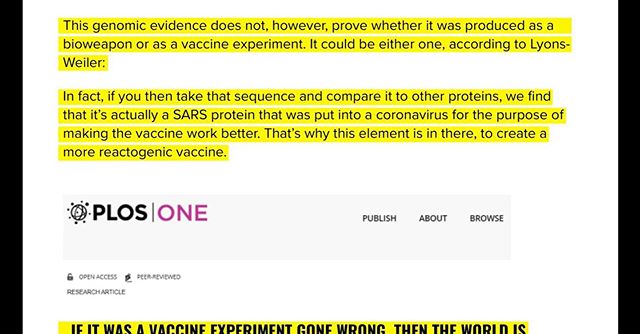 This genomic evidence does not, however, prove whether it was produced as a
bioweapon or as a vaccine experiment. It could be either one, according to Lyons-
Weiler:
In fact, if you then take that sequence and compare it to other proteins, we find
that it's actually a SARS protein that was put into a coronavirus for the purpose of
making the vaccine work better. That's why this element is in there, to create a
more reactogenic vaccine.
PLOS ONE
PUBLISH ABOUT BROWSE
OPEN ACCESS PEER-REVIEWED
RESEARCH ARTICLE
IF IT WAS A VACCINE EXPERIMENT GONE WRONG, THEN THE WORLD IS